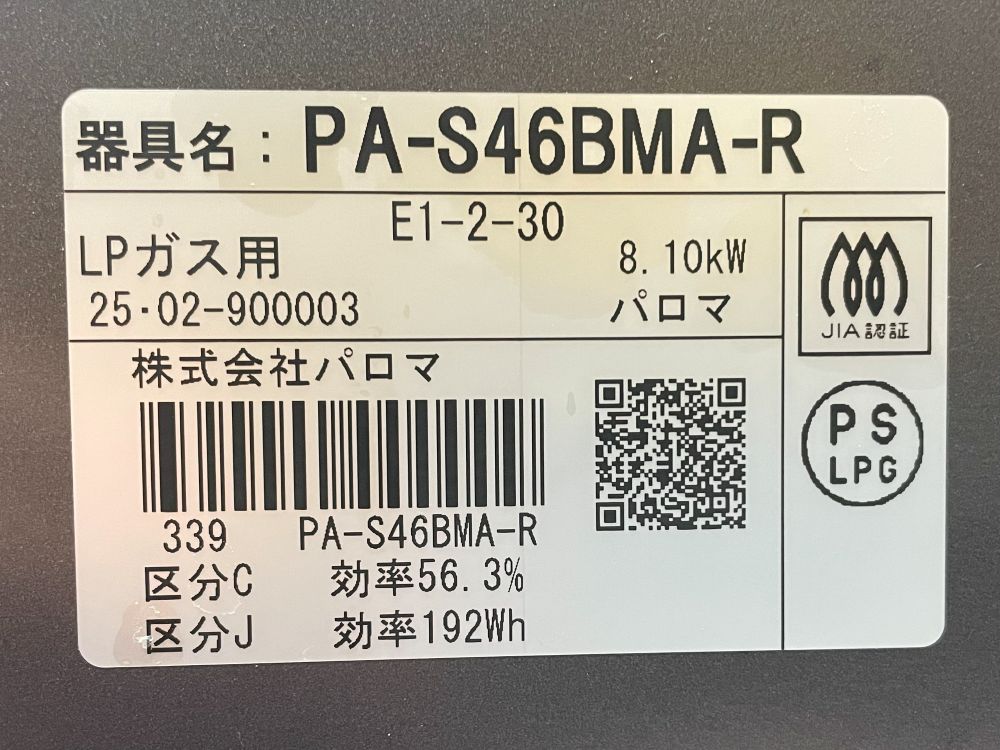 器具名：PA-S46BMA-R
E1-2-30
LPガス用 8.10kW
25・02-900003 パロマ
JIA認証
株式会社パロマ
PS
LPG
339 PA-S46BMA-R
区分C 効率56.3%
区分J 効率192Wh